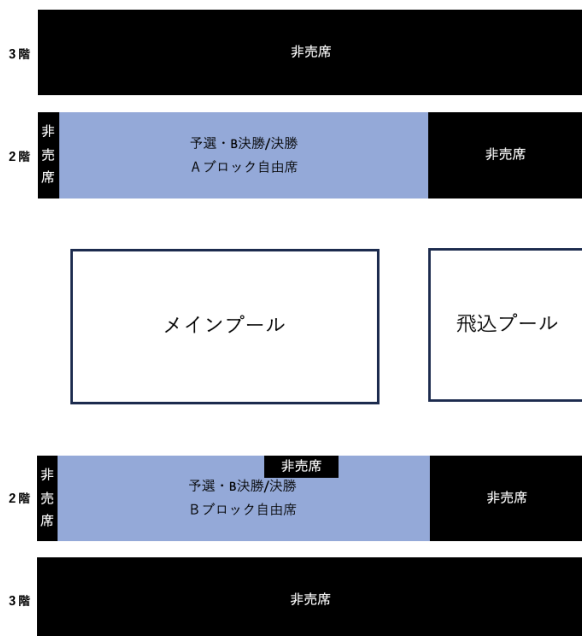 3階
非売席
2階
非
売
席
予選・B決勝/決勝
Aブロック自由席
非売席
メインプール
飛込プール
2階
非
売
席
非売席
予選・B決勝/決勝
Bブロック自由席
非売席
3階
非売席